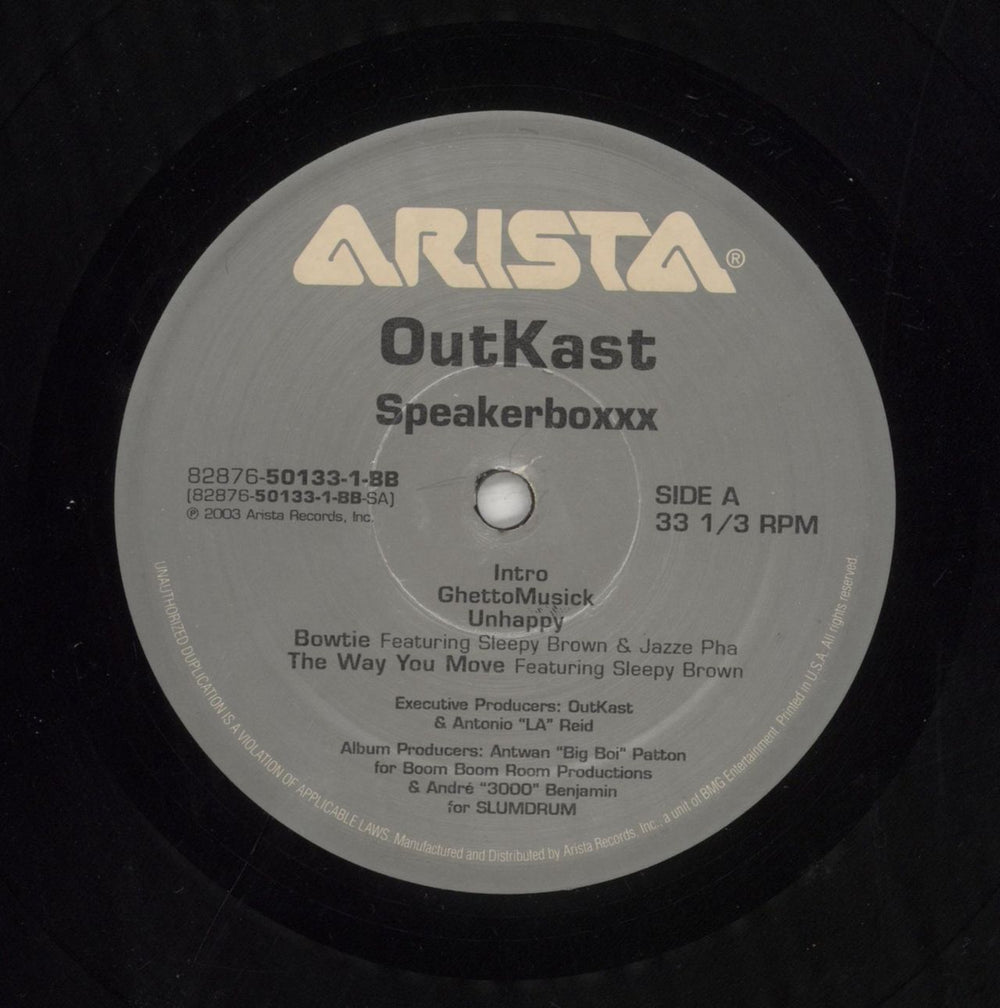 ARISTA®
OutKast
Speakerboxxx
82876-50133-1-BB
(82876-50133-1-BB-SA)
℗ 2003 Arista Records, Inc.
SIDE A
33 1/3 RPM
Intro
GhettoMusick
Unhappy
Bowtie Featuring Sleepy Brown & Jazze Pha
The Way You Move Featuring Sleepy Brown
Executive Producers: OutKast
& Antonio "LA" Reid
Album Producers: Antwan "Big Boi" Patton
for Boom Boom Room Productions
& André "3000" Benjamin
for SLUMDRUM
UNAUTHORIZED DUPLICATION IS A VIOLATION OF APPLICABLE LAWS. Manufactured and Distributed by Arista Records, Inc., a unit of BMG Entertainment. Printed in U.S.A. All rights reserved.